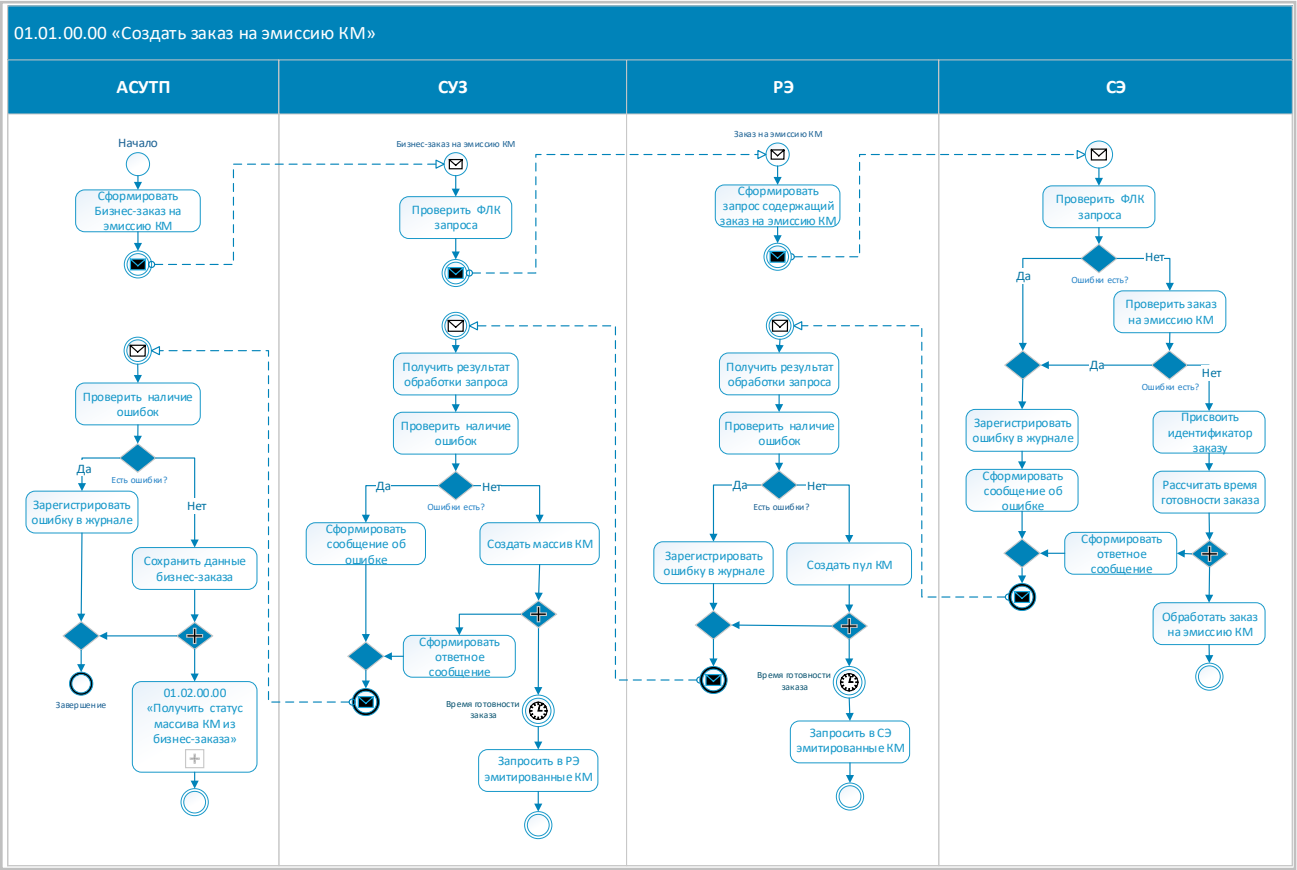 01.01.00.00 «Создать заказ на эмиссию КМ»
АСУТП
СУЗ
РЭ
СЭ
Начало
Сформировать
Бизнес-заказ на
эмиссию КМ
Проверить наличие
ошибок
Есть ошибки?
Да
Нет
Зарегистрировать
ошибку в журнале
Сохранить данные
бизнес-заказа
Завершение
01.02.00.00
«Получить статус
массива КМ из
бизнес-заказа»
Бизнес-заказ на эмиссию КМ
Проверить ФЛК
запроса
Получить результат
обработки запроса
Проверить наличие
ошибок
Да
Нет
Ошибки есть?
Сформировать
сообщение об
ошибке
Создать массив КМ
Сформировать
ответное
сообщение
Время готовности
заказа
Запросить в РЭ
эмитированные КМ
Заказ на эмиссию КМ
Сформировать
запрос содержащий
заказ на эмиссию КМ
Получить результат
обработки запроса
Проверить наличие
ошибок
Да
Нет
Есть ошибки?
Зарегистрировать
ошибку в журнале
Создать пул КМ
Время готовности
заказа
Запросить в СЭ
эмитированные КМ
Проверить ФЛК
запроса
Нет
Да
Ошибки есть?
Проверить заказ
на эмиссию КМ
Да
Нет
Ошибки есть?
Зарегистрировать
ошибку в журнале
Присвоить
идентификатор
заказу
Сформировать
сообщение об
ошибке
Рассчитать время
готовности заказа
Сформировать
ответное
сообщение
Обработать заказ
на эмиссию КМ